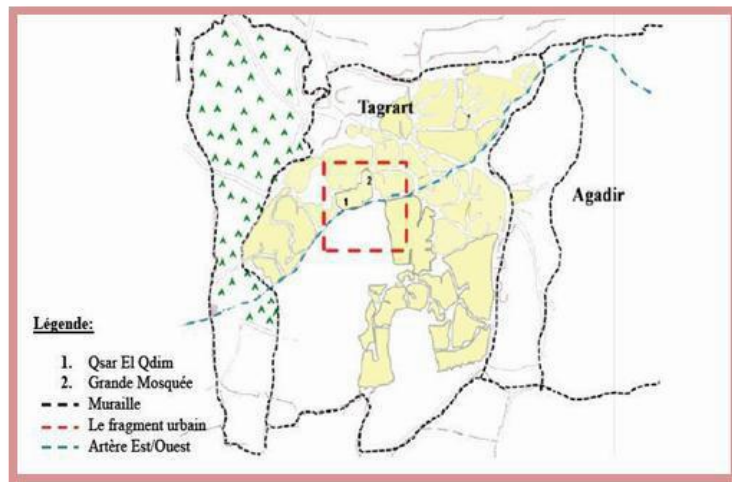 N
Tagrart
Agadir
2
1
Légende:
1. Qsar El Qdim
2. Grande Mosquée
Muraille
Le fragment urbain
Artère Est/Ouest